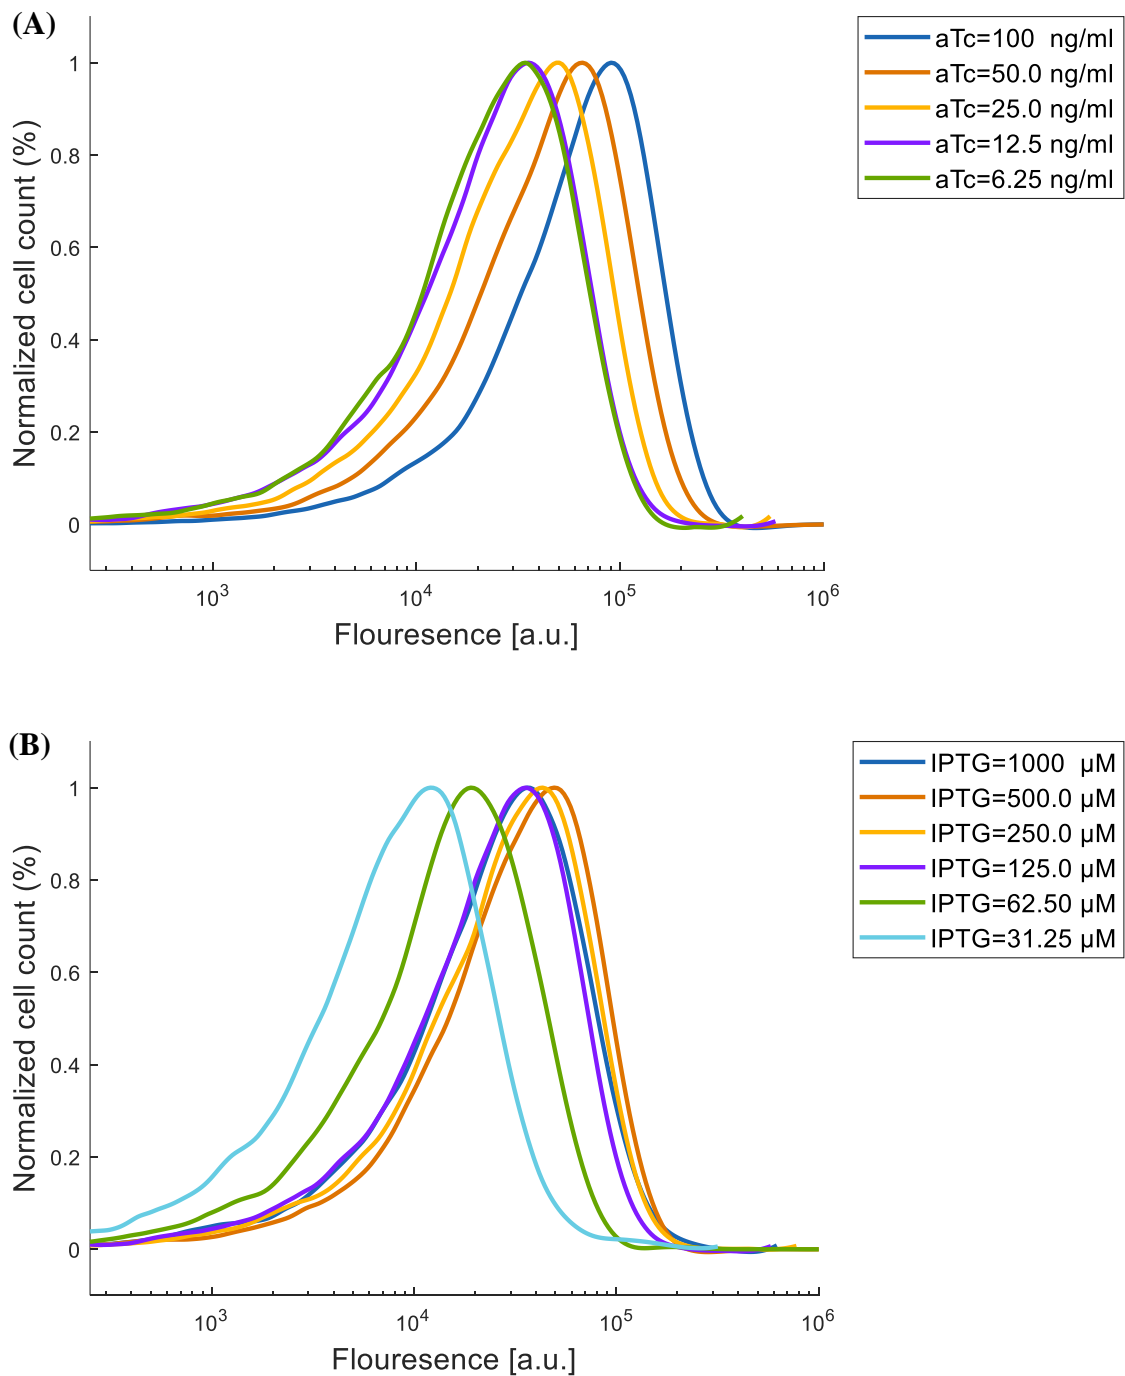 (A)
Normalized cell count (%)
1
0.8
0.6
0.4
0.2
0
10^3
10^4
10^5
10^6
Flouresence [a.u.]
aTc=100 ng/ml
aTc=50.0 ng/ml
aTc=25.0 ng/ml
aTc=12.5 ng/ml
aTc=6.25 ng/ml
(B)
Normalized cell count (%)
1
0.8
0.6
0.4
0.2
0
10^3
10^4
10^5
10^6
Flouresence [a.u.]
IPTG=1000 µM
IPTG=500.0 µM
IPTG=250.0 µM
IPTG=125.0 µM
IPTG=62.50 µM
IPTG=31.25 µM